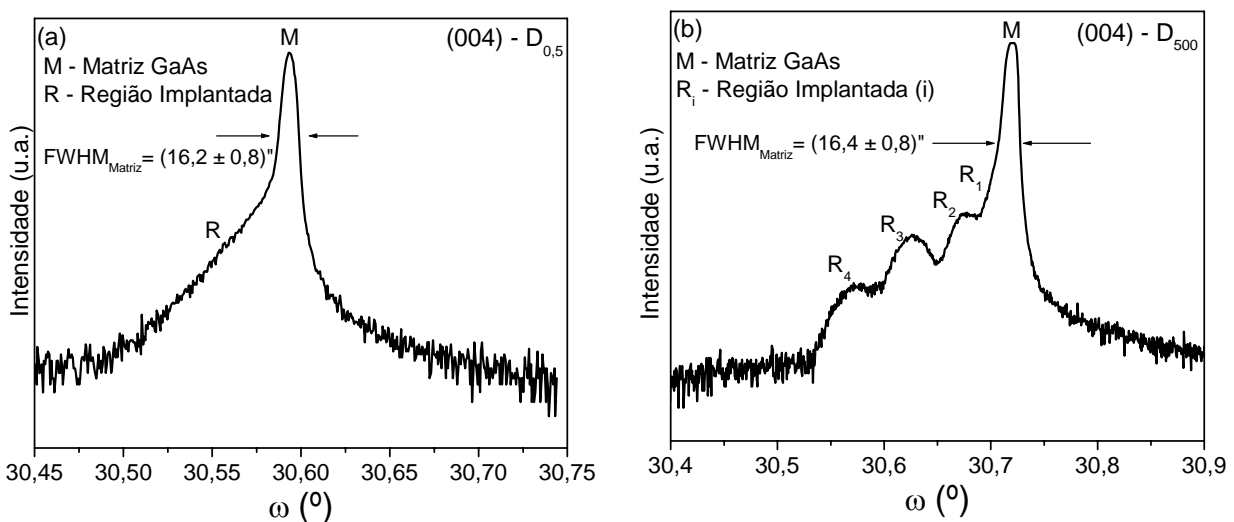 (a)
M
(004) - D0,5
M - Matriz GaAs
R - Região Implantada
FWHMMatriz= (16,2 ± 0,8)"
R
Intensidade (u.a.)
30,45 30,50 30,55 30,60 30,65 30,70 30,75
ω (º)
(b)
M
(004) - D500
M - Matriz GaAs
Ri - Região Implantada (i)
FWHMMatriz= (16,4 ± 0,8)"
R1
R2
R3
R4
Intensidade (u.a.)
30,4 30,5 30,6 30,7 30,8 30,9
ω (º)